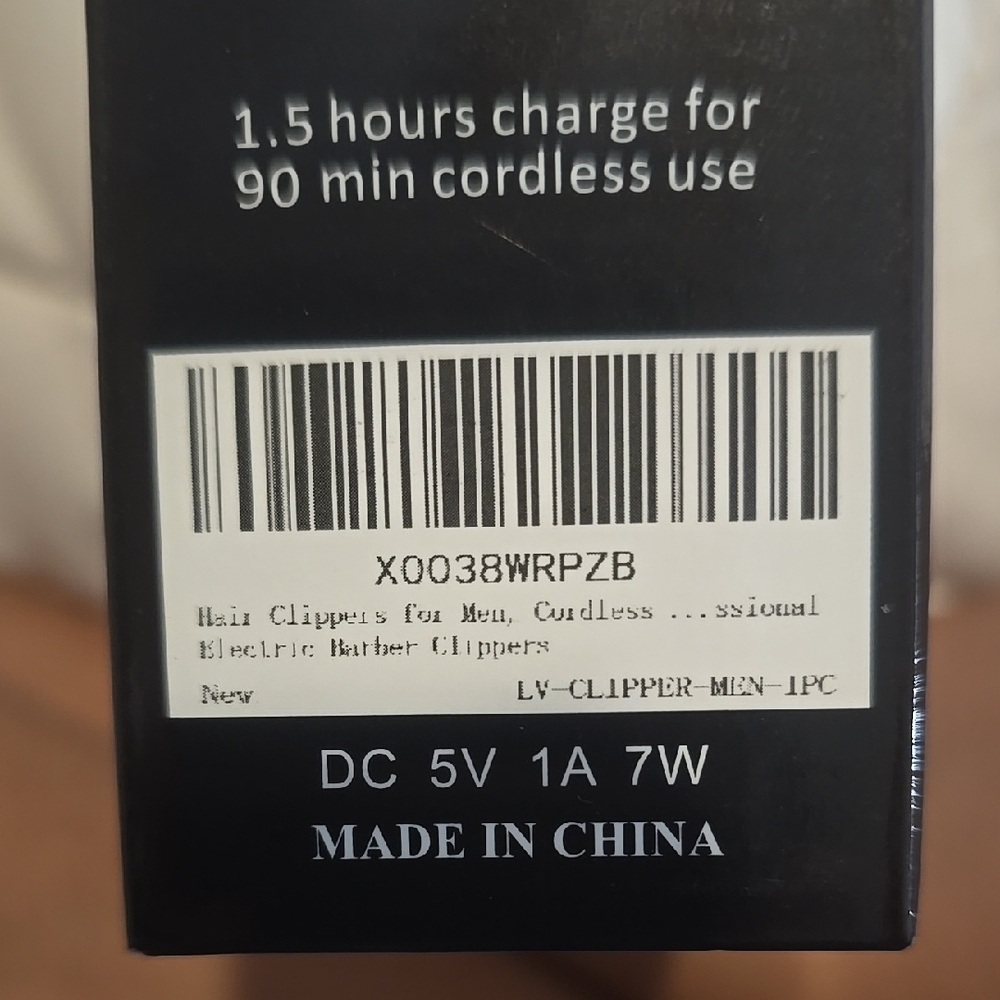 1.5 hours charge for
90 min cordless use
X0038WRPZB
Hair Clippers for Men, Cordless ...ssional
Electric Barber Clippers
New LV-CLIPPER-MEN-1PC
DC 5V 1A 7W
MADE IN CHINA